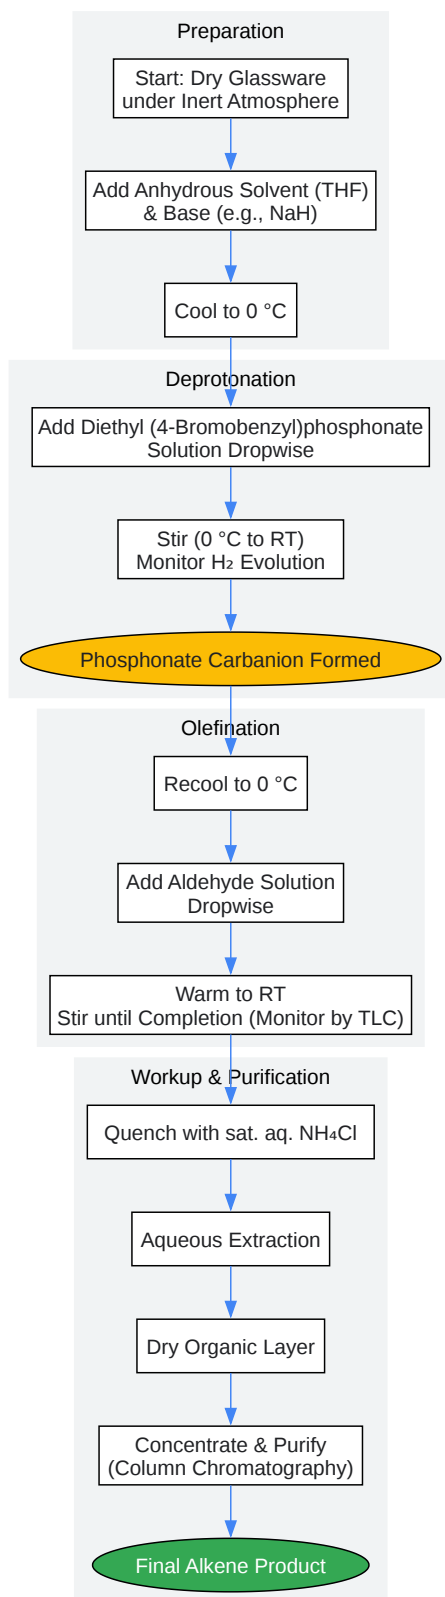 Preparation
Start: Dry Glassware
under Inert Atmosphere
Add Anhydrous Solvent (THF)
& Base (e.g., NaH)
Cool to 0 °C
Deprotonation
Add Diethyl (4-Bromobenzyl)phosphonate
Solution Dropwise
Stir (0 °C to RT)
Monitor H₂ Evolution
Phosphonate Carbanion Formed
Olefination
Recool to 0 °C
Add Aldehyde Solution
Dropwise
Warm to RT
Stir until Completion (Monitor by TLC)
Workup & Purification
Quench with sat. aq. NH₄Cl
Aqueous Extraction
Dry Organic Layer
Concentrate & Purify
(Column Chromatography)
Final Alkene Product